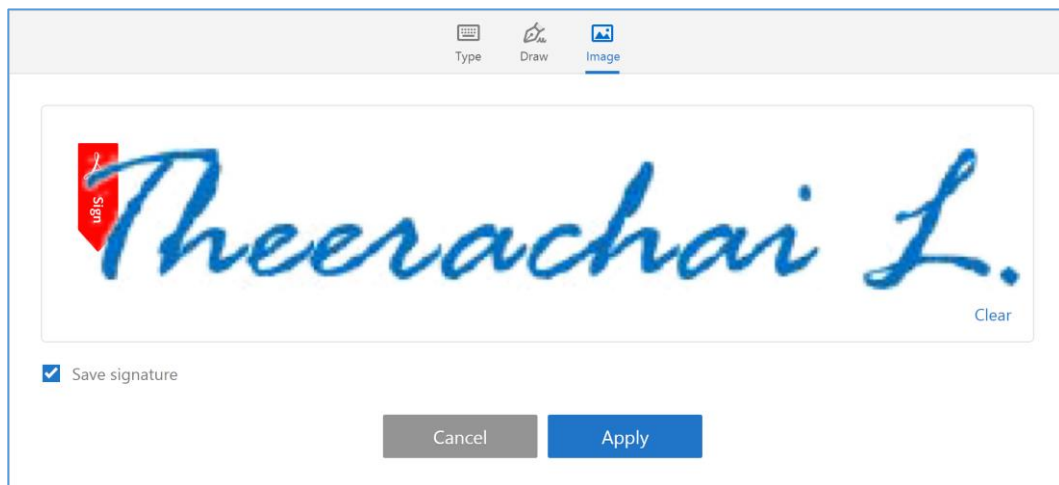 Type Draw Image
Sign
Theerachai L.
Clear
Save signature
Cancel Apply